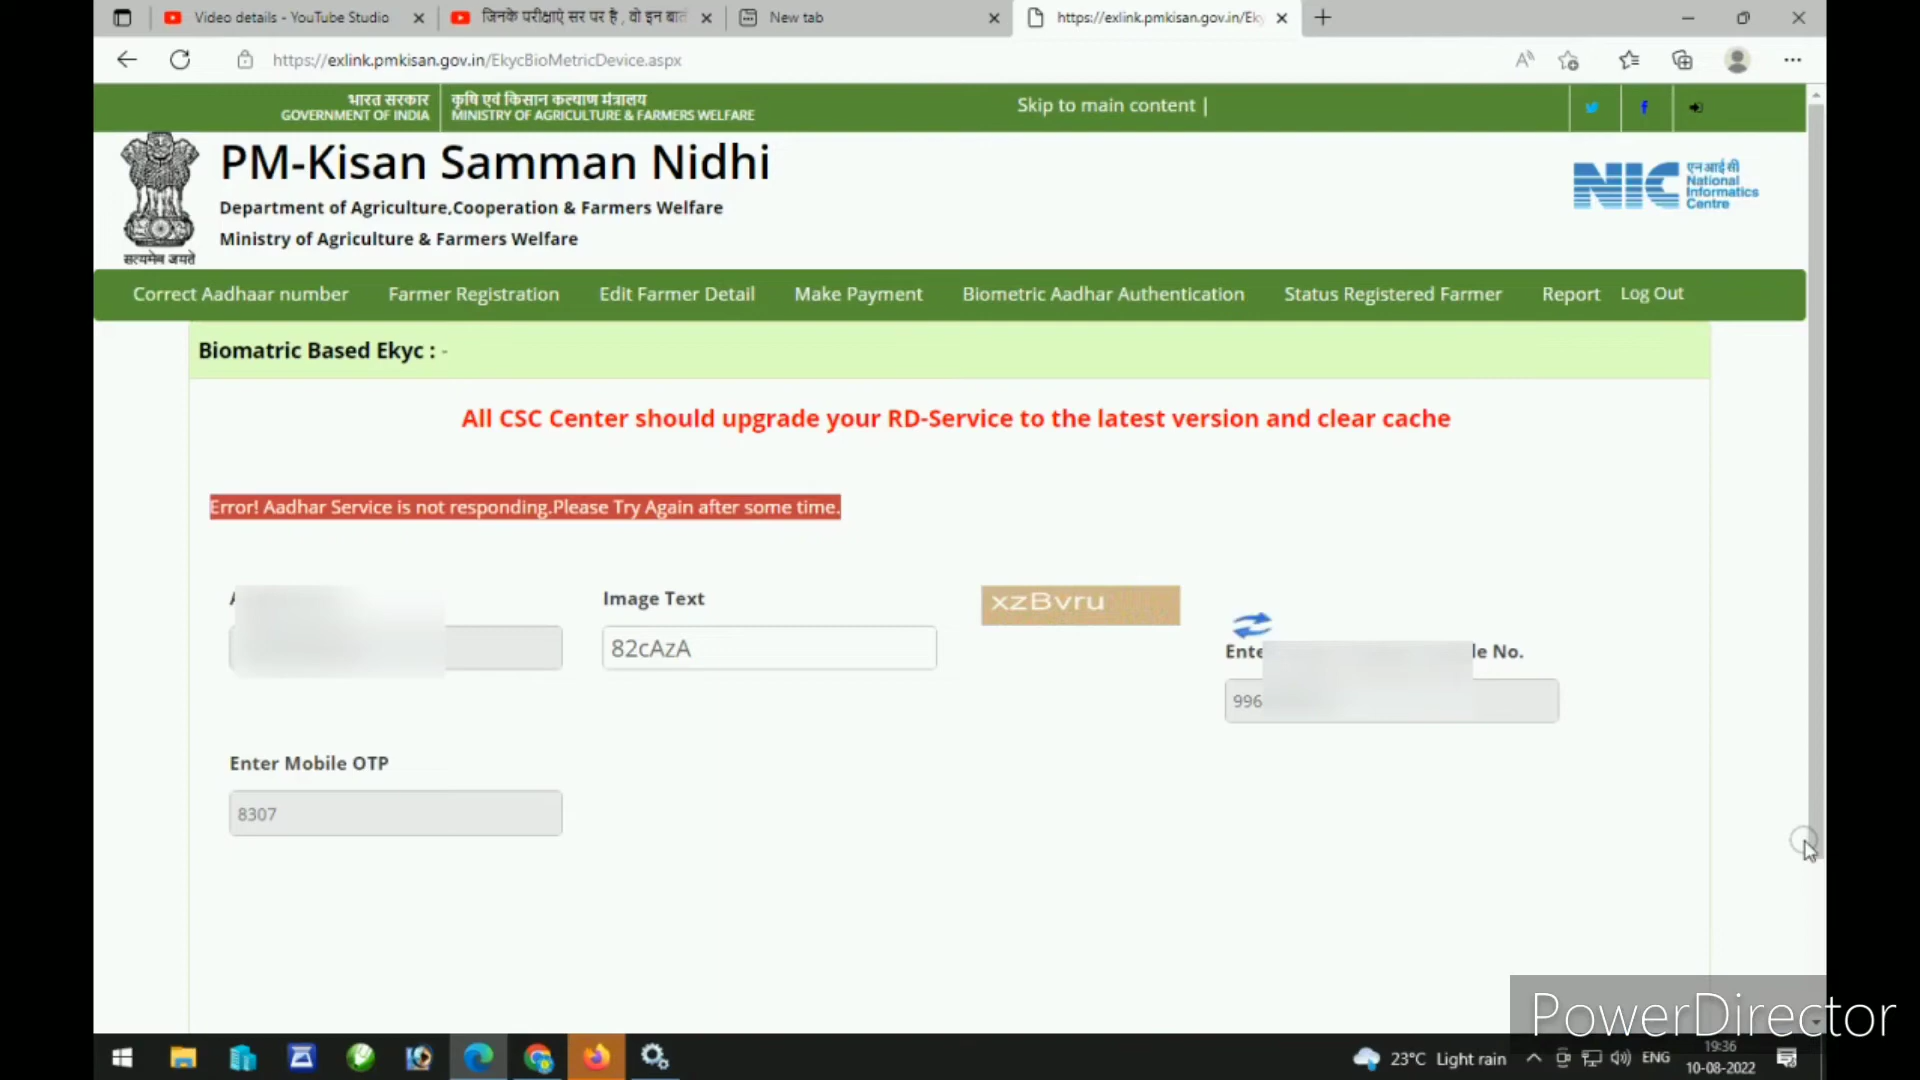 Video details - YouTube Studio
जिनके परीक्षाएं सर पर है , वो इन बातों
New tab
https://exlink.pmkisan.gov.in/Eky
https://exlink.pmkisan.gov.in/EkycBioMetricDevice.aspx
भारत सरकार
GOVERNMENT OF INDIA
कृषि एवं किसान कल्याण मंत्रालय
MINISTRY OF AGRICULTURE & FARMERS WELFARE
Skip to main content |
PM-Kisan Samman Nidhi
Department of Agriculture,Cooperation & Farmers Welfare
Ministry of Agriculture & Farmers Welfare
सत्यमेव जयते
NIC
एन आई सी
National
Informatics
Centre
Correct Aadhaar number
Farmer Registration
Edit Farmer Detail
Make Payment
Biometric Aadhar Authentication
Status Registered Farmer
Report
Log Out
Biomatric Based Ekyc : -
All CSC Center should upgrade your RD-Service to the latest version and clear cache
Error! Aadhar Service is not responding.Please Try Again after some time.
Image Text
xzBvru
82cAzA
Ente
le No.
996
Enter Mobile OTP
8307
PowerDirector
23°C Light rain
ENG
19:36
10-08-2022